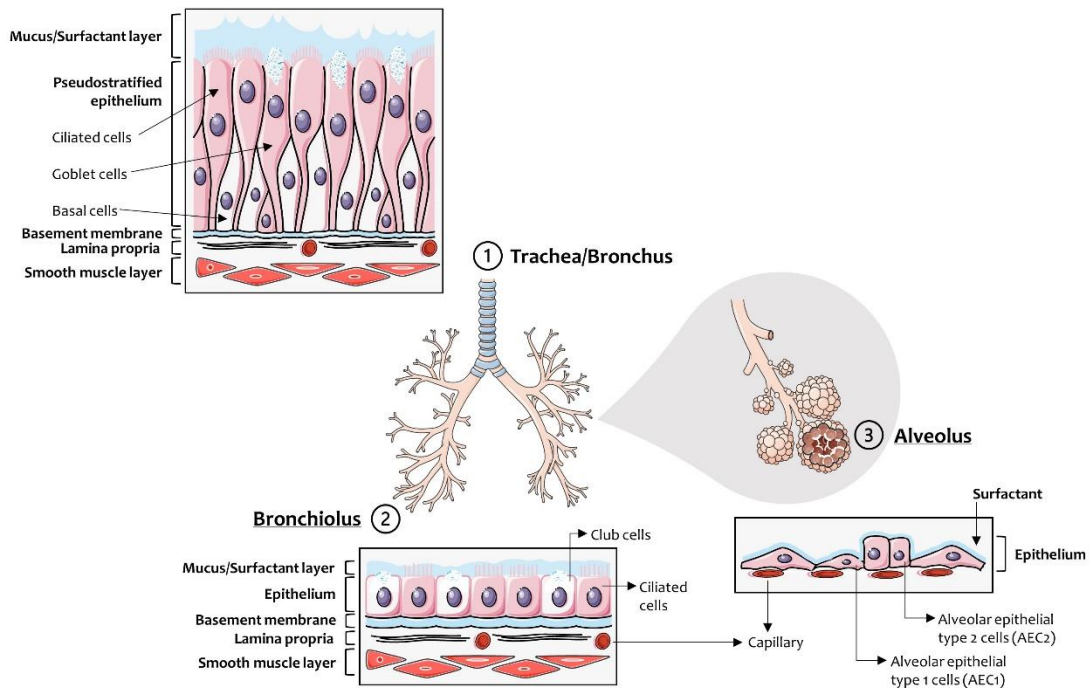 Mucus/Surfactant layer
Pseudostratified
epithelium
Ciliated cells
Goblet cells
Basal cells
Basement membrane
Lamina propria
Smooth muscle layer
1 Trachea/Bronchus
3 Alveolus
Bronchiolus 2
Club cells
Mucus/Surfactant layer
Epithelium
Ciliated
cells
Basement membrane
Lamina propria
Smooth muscle layer
Capillary
Surfactant
Epithelium
Alveolar epithelial
type 2 cells (AEC2)
Alveolar epithelial
type 1 cells (AEC1)